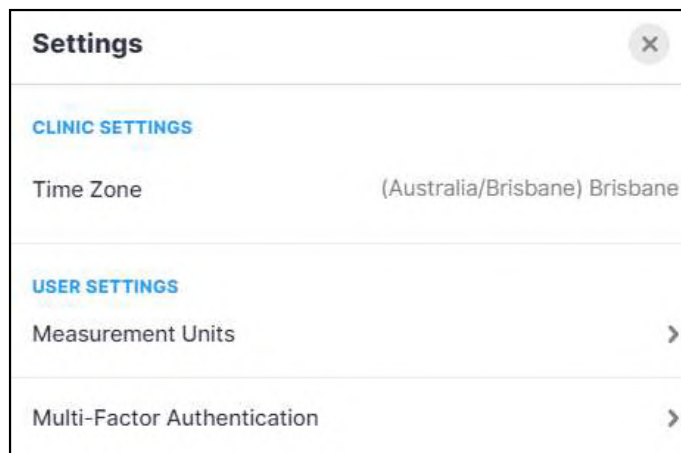 Settings
CLINIC SETTINGS
Time Zone (Australia/Brisbane) Brisbane
USER SETTINGS
Measurement Units
Multi-Factor Authentication